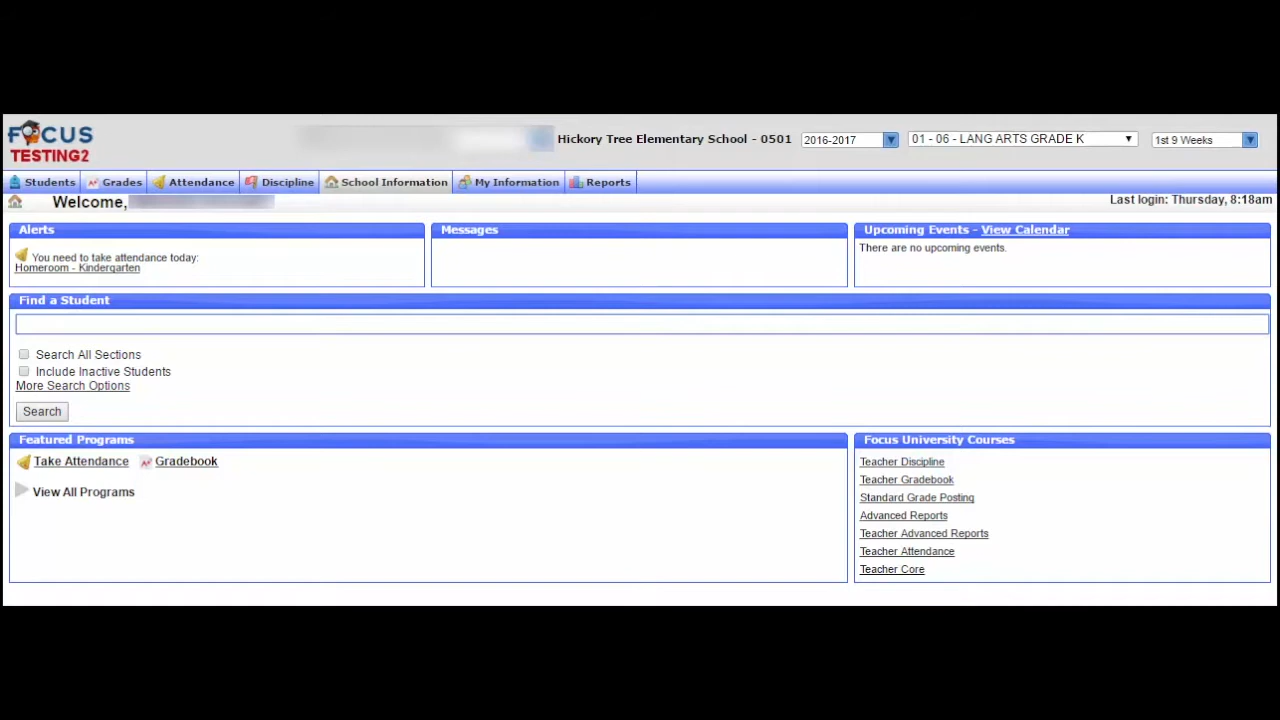 FOCUS
TESTING2
Hickory Tree Elementary School - 0501 2016-2017 01 - 06 - LANG ARTS GRADE K 1st 9 Weeks
Students Grades Attendance Discipline School Information My Information Reports
Welcome, Last login: Thursday, 8:18am
Alerts Messages Upcoming Events - View Calendar
You need to take attendance today:
Homeroom - Kindergarten
There are no upcoming events.
Find a Student
Search All Sections
Include Inactive Students
More Search Options
Search
Featured Programs
Take Attendance Gradebook
View All Programs
Focus University Courses
Teacher Discipline
Teacher Gradebook
Standard Grade Posting
Advanced Reports
Teacher Advanced Reports
Teacher Attendance
Teacher Core